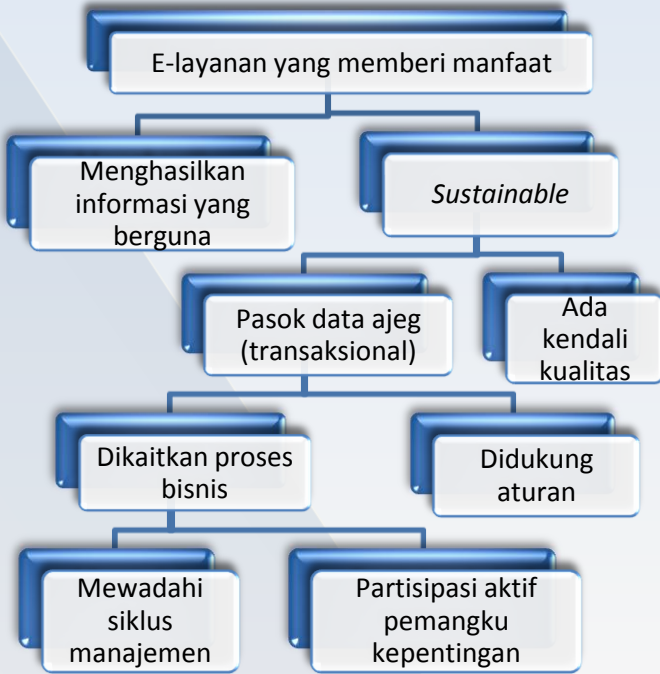 E-layanan yang memberi manfaat
Menghasilkan
informasi yang
berguna
Sustainable
Pasok data ajeg
(transaksional)
Ada
kendali
kualitas
Dikaitkan proses
bisnis
Didukung
aturan
Mewadahi
siklus
manajemen
Partisipasi aktif
pemangku
kepentingan